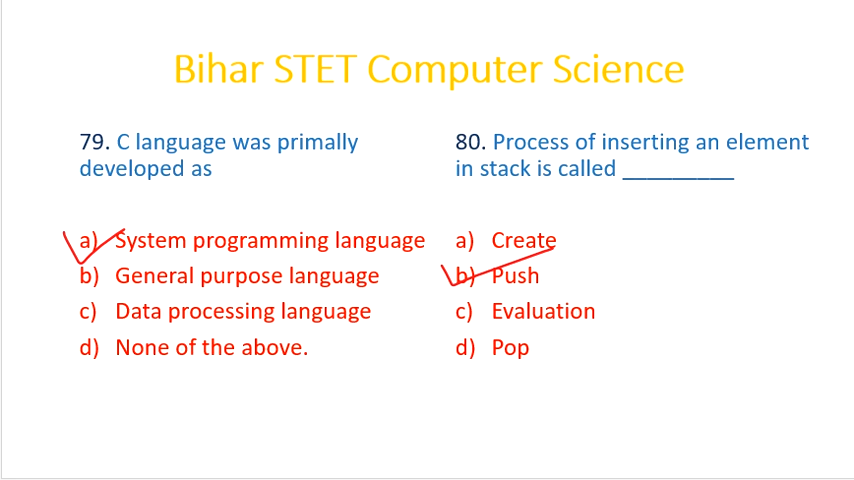 Bihar STET Computer Science
79. C language was primally
developed as
a) System programming language
b) General purpose language
c) Data processing language
d) None of the above.
80. Process of inserting an element
in stack is called _________
a) Create
b) Push
c) Evaluation
d) Pop